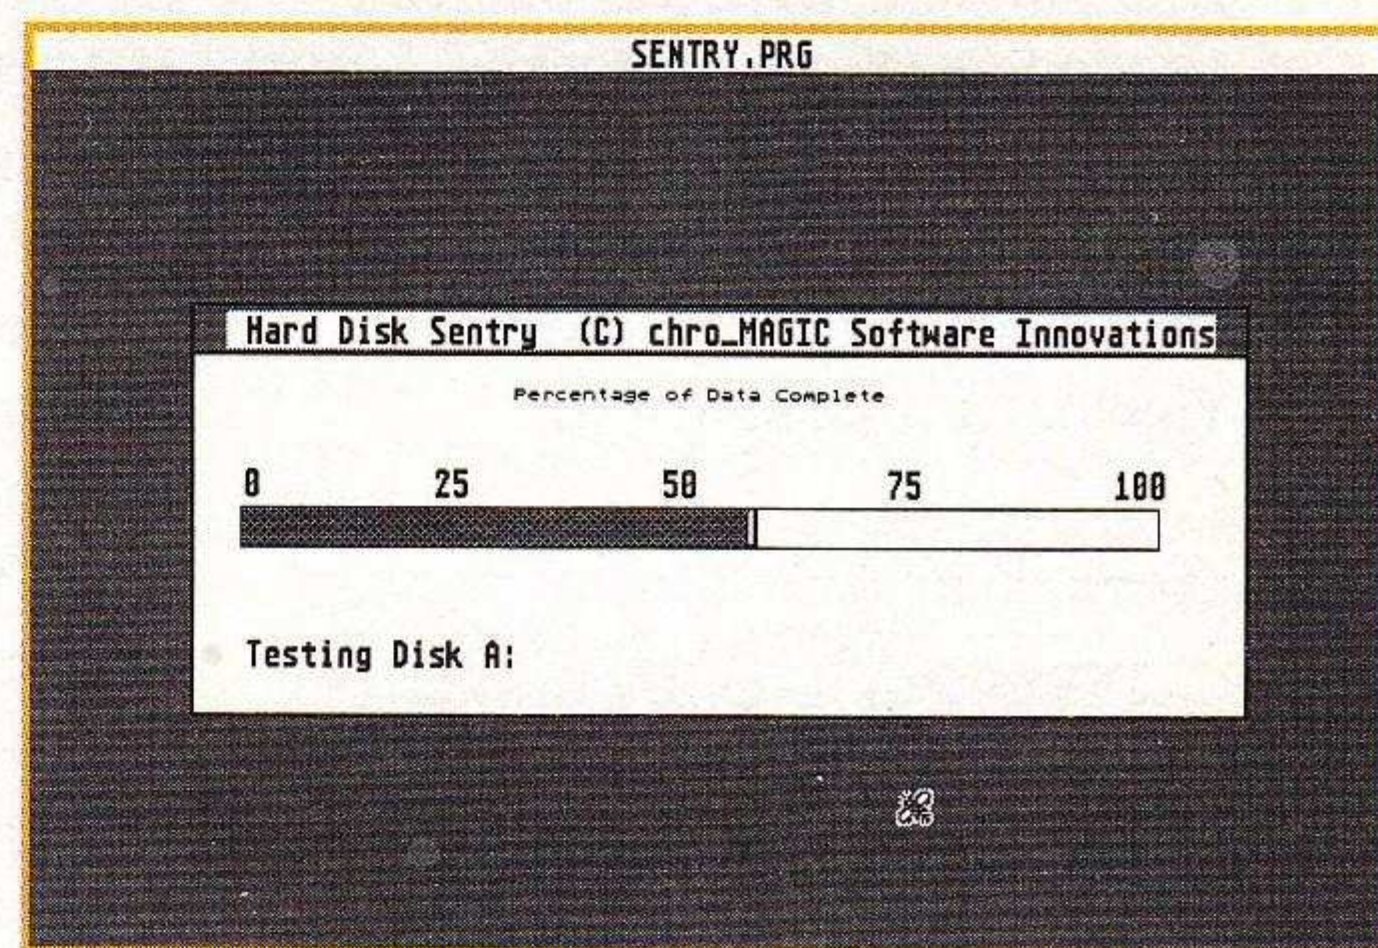 SENTRY.PRG
Hard Disk Sentry (C) chro_MAGIC Software Innovations
Percentage of Data Complete
0 25 50 75 100
Testing Disk A: